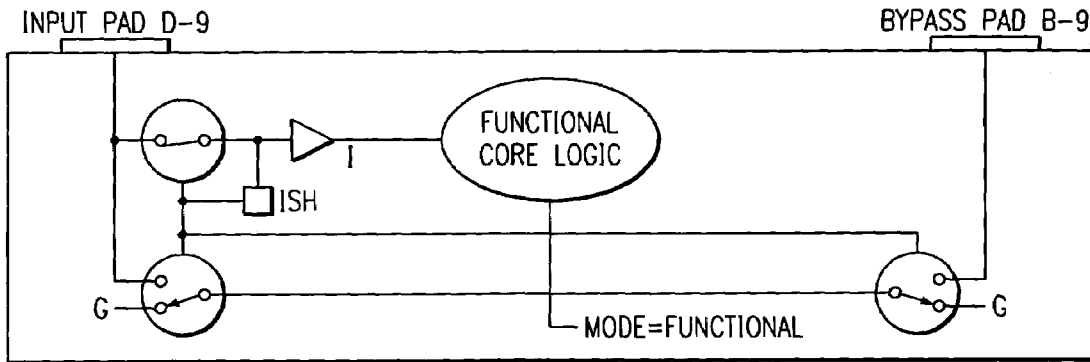 INPUT PAD D-9
BYPASS PAD B-9
FUNCTIONAL
CORE LOGIC
I
ISH
G
G
MODE=FUNCTIONAL